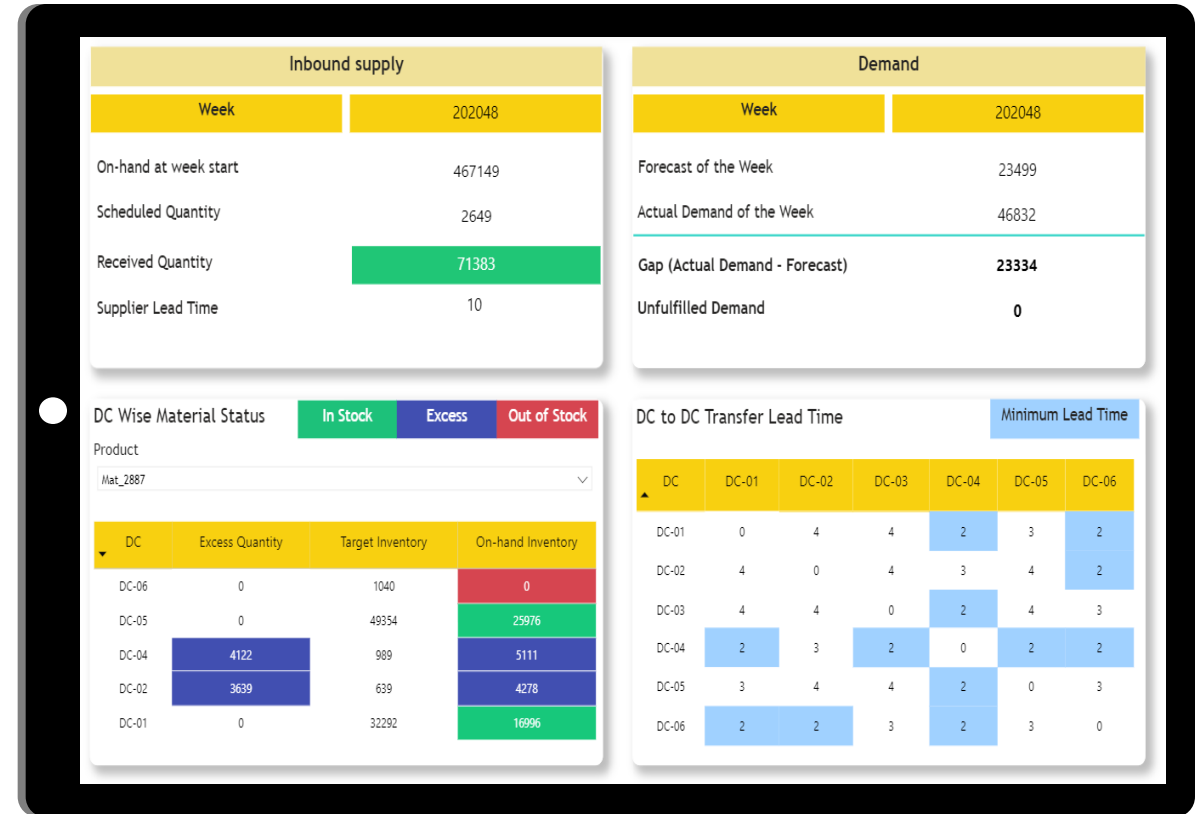 Inbound supply
Week 202048
On-hand at week start 467149
Scheduled Quantity 2649
Received Quantity 71383
Supplier Lead Time 10
Demand
Week 202048
Forecast of the Week 23499
Actual Demand of the Week 46832
Gap (Actual Demand - Forecast) 23334
Unfulfilled Demand 0
DC Wise Material Status In Stock Excess Out of Stock
Product
Mat_2887
DC Excess Quantity Target Inventory On-hand Inventory
DC-06 0 1040 0
DC-05 0 49354 25976
DC-04 4122 989 5111
DC-02 3639 639 4278
DC-01 0 32292 16996
DC to DC Transfer Lead Time Minimum Lead Time
DC DC-01 DC-02 DC-03 DC-04 DC-05 DC-06
DC-01 0 4 4 2 3 2
DC-02 4 0 4 3 4 2
DC-03 4 4 0 2 4 3
DC-04 2 3 2 0 2 2
DC-05 3 4 4 2 0 3
DC-06 2 2 3 2 3 0